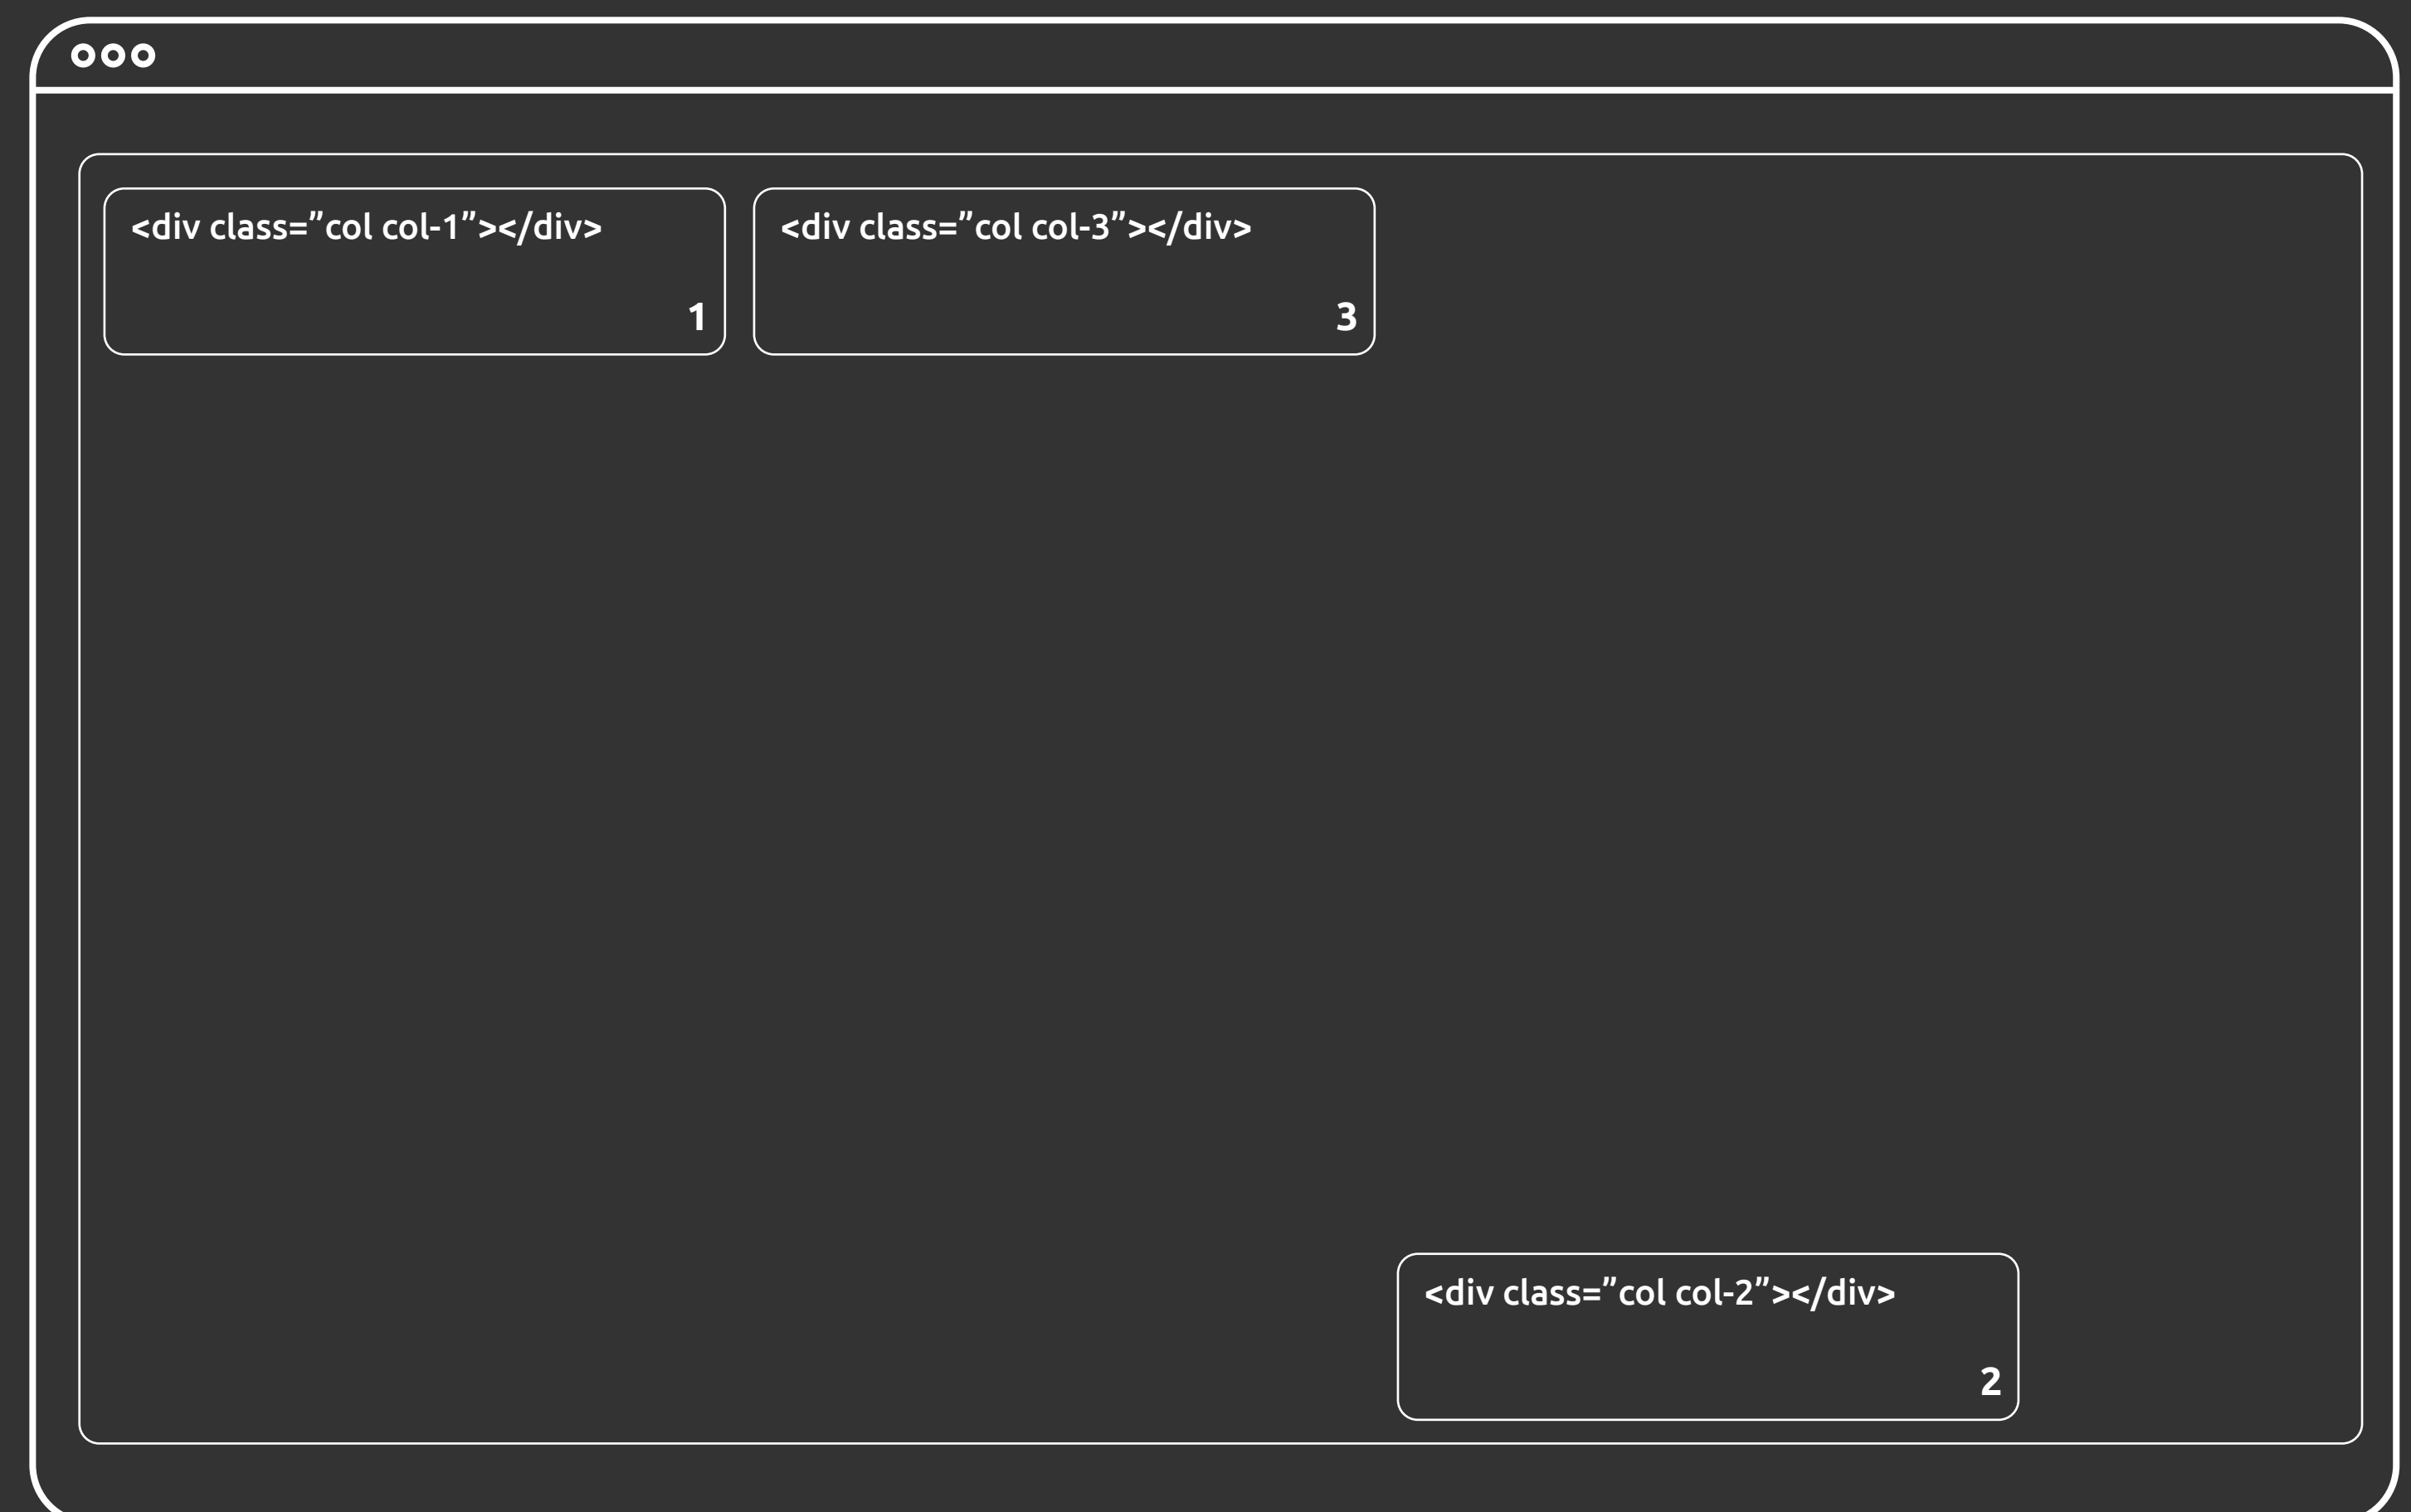 <div class=”col col-1”></div>
1
<div class=”col col-3”></div>
3
<div class=”col col-2”></div>
2